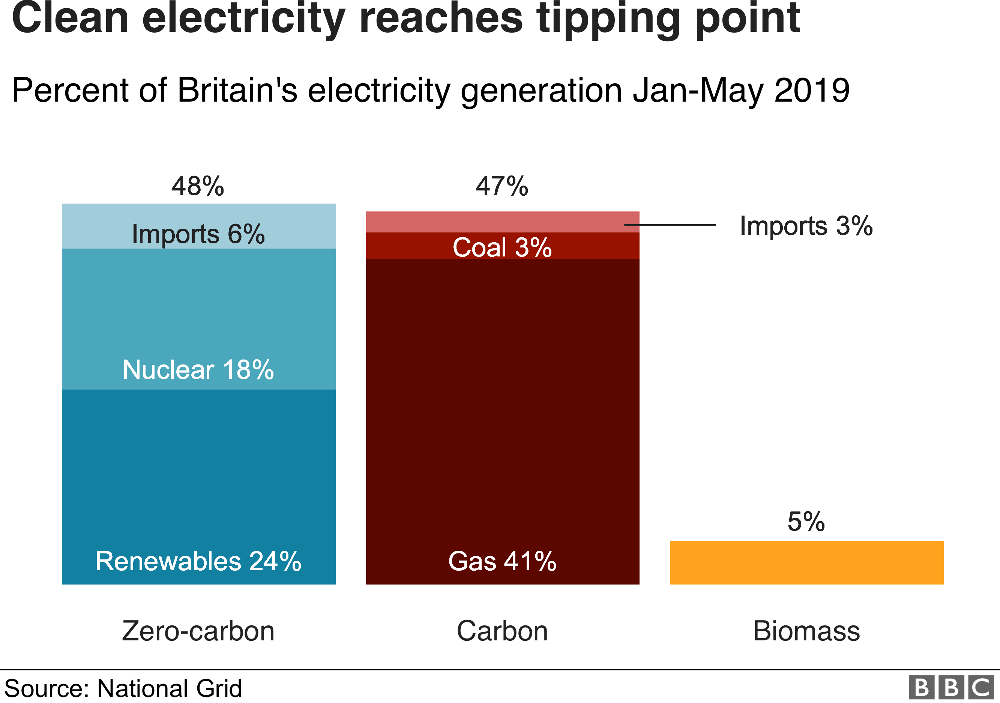 Clean electricity reaches tipping point
Percent of Britain's electricity generation Jan-May 2019
48%
47%
Imports 6%
Imports 3%
Coal 3%
Nuclear 18%
5%
Renewables 24%
Gas 41%
Zero-carbon
Carbon
Biomass
Source: National Grid
BBC